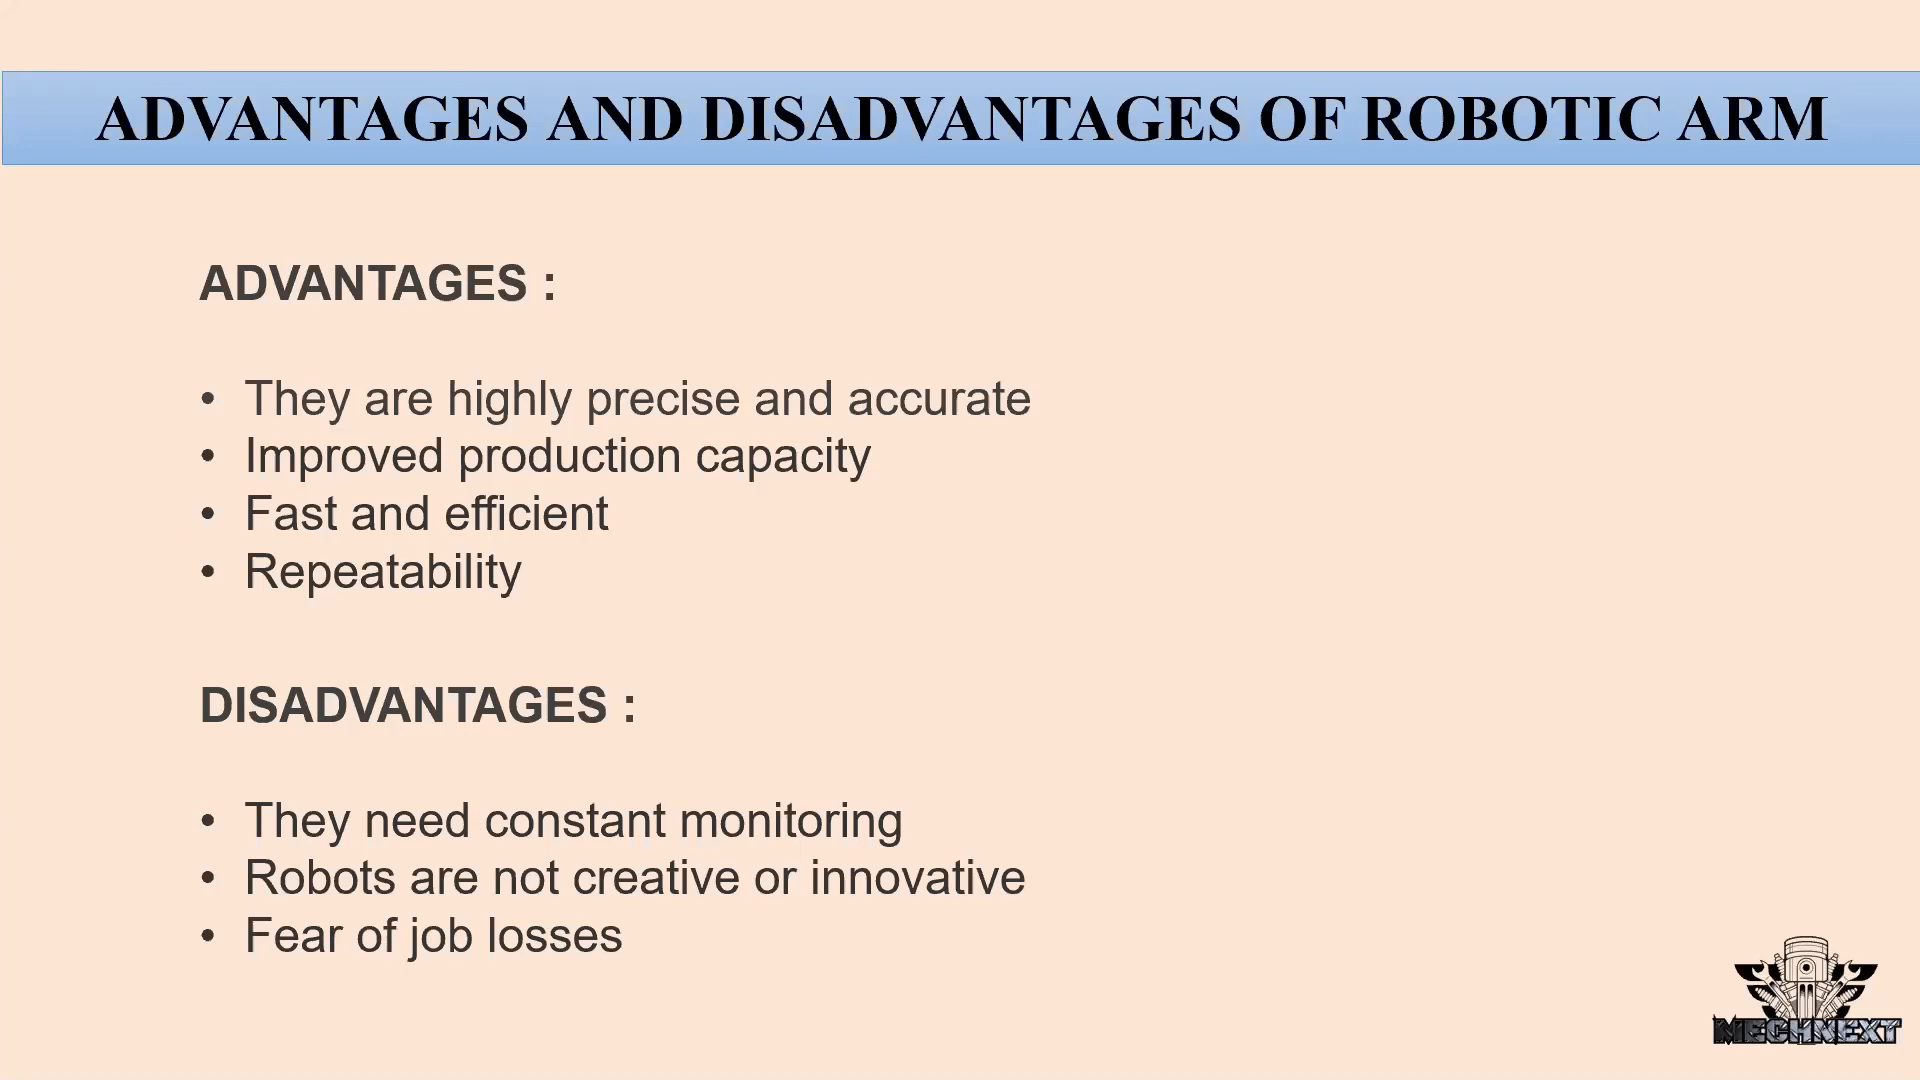 ADVANTAGES AND DISADVANTAGES OF ROBOTIC ARM
ADVANTAGES :
• They are highly precise and accurate
• Improved production capacity
• Fast and efficient
• Repeatability
DISADVANTAGES :
• They need constant monitoring
• Robots are not creative or innovative
• Fear of job losses
MECHNEXT